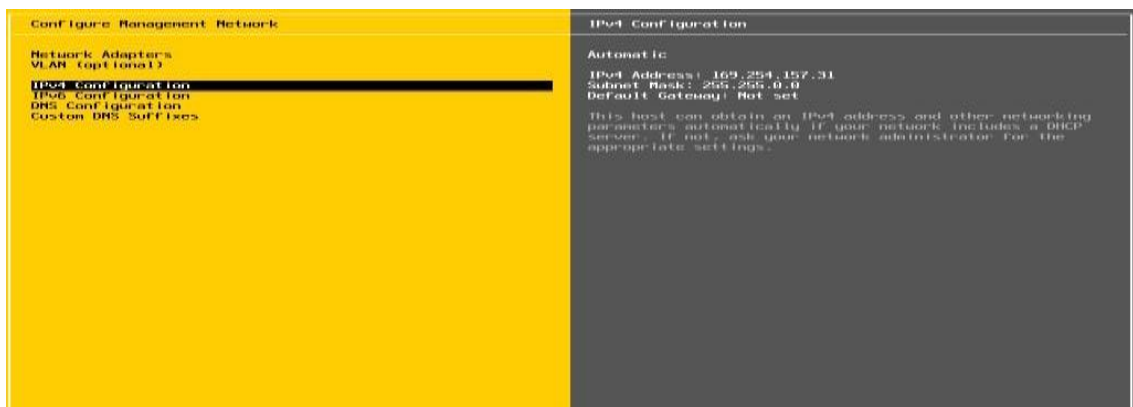 Configure Management Network
Network Adapters
VLAN (optional)
IPv4 Configuration
IPv6 Configuration
DNS Configuration
Custom DNS Suffixes
IPv4 Configuration
Automatic
IPv4 Address: 169.254.157.31
Subnet Mask: 255.255.0.0
Default Gateway: Not set
This host can obtain an IPv4 address and other networking
parameters automatically if your network includes a DHCP
server. If not, ask your network administrator for the
appropriate settings.